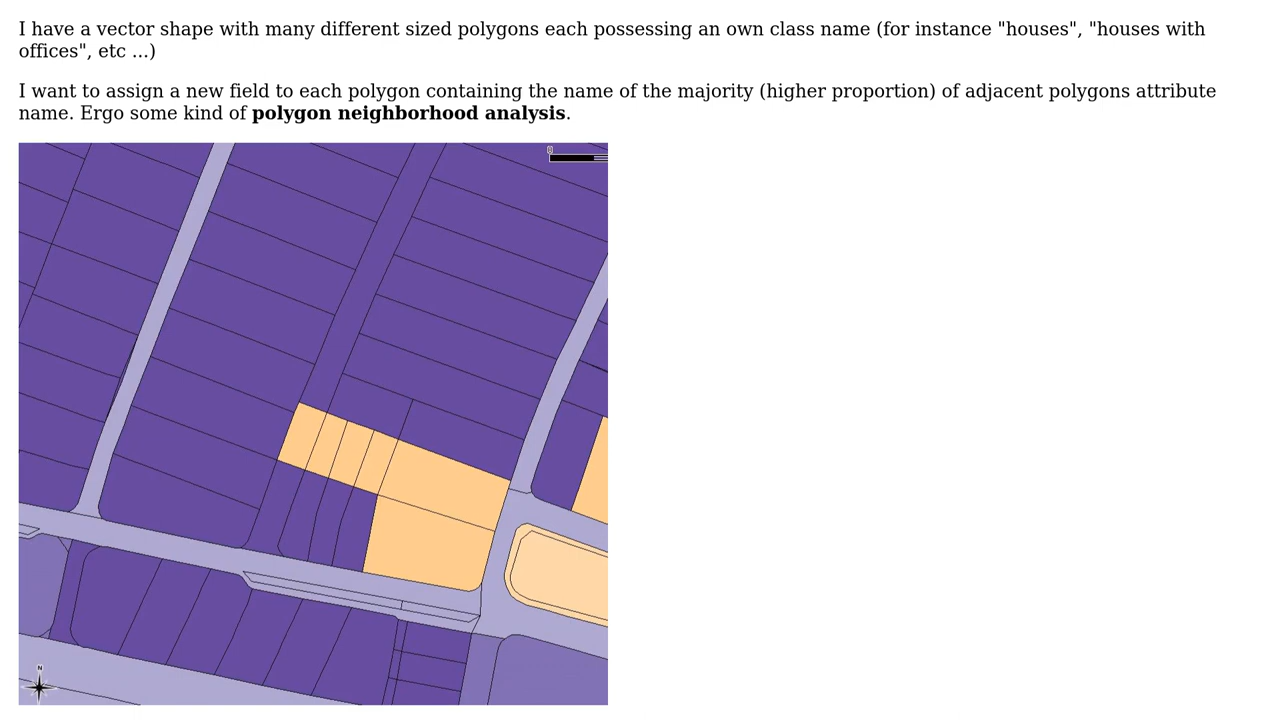 I have a vector shape with many different sized polygons each possessing an own class name (for instance "houses", "houses with
offices", etc ...)
I want to assign a new field to each polygon containing the name of the majority (higher proportion) of adjacent polygons attribute
name. Ergo some kind of polygon neighborhood analysis.
0
N